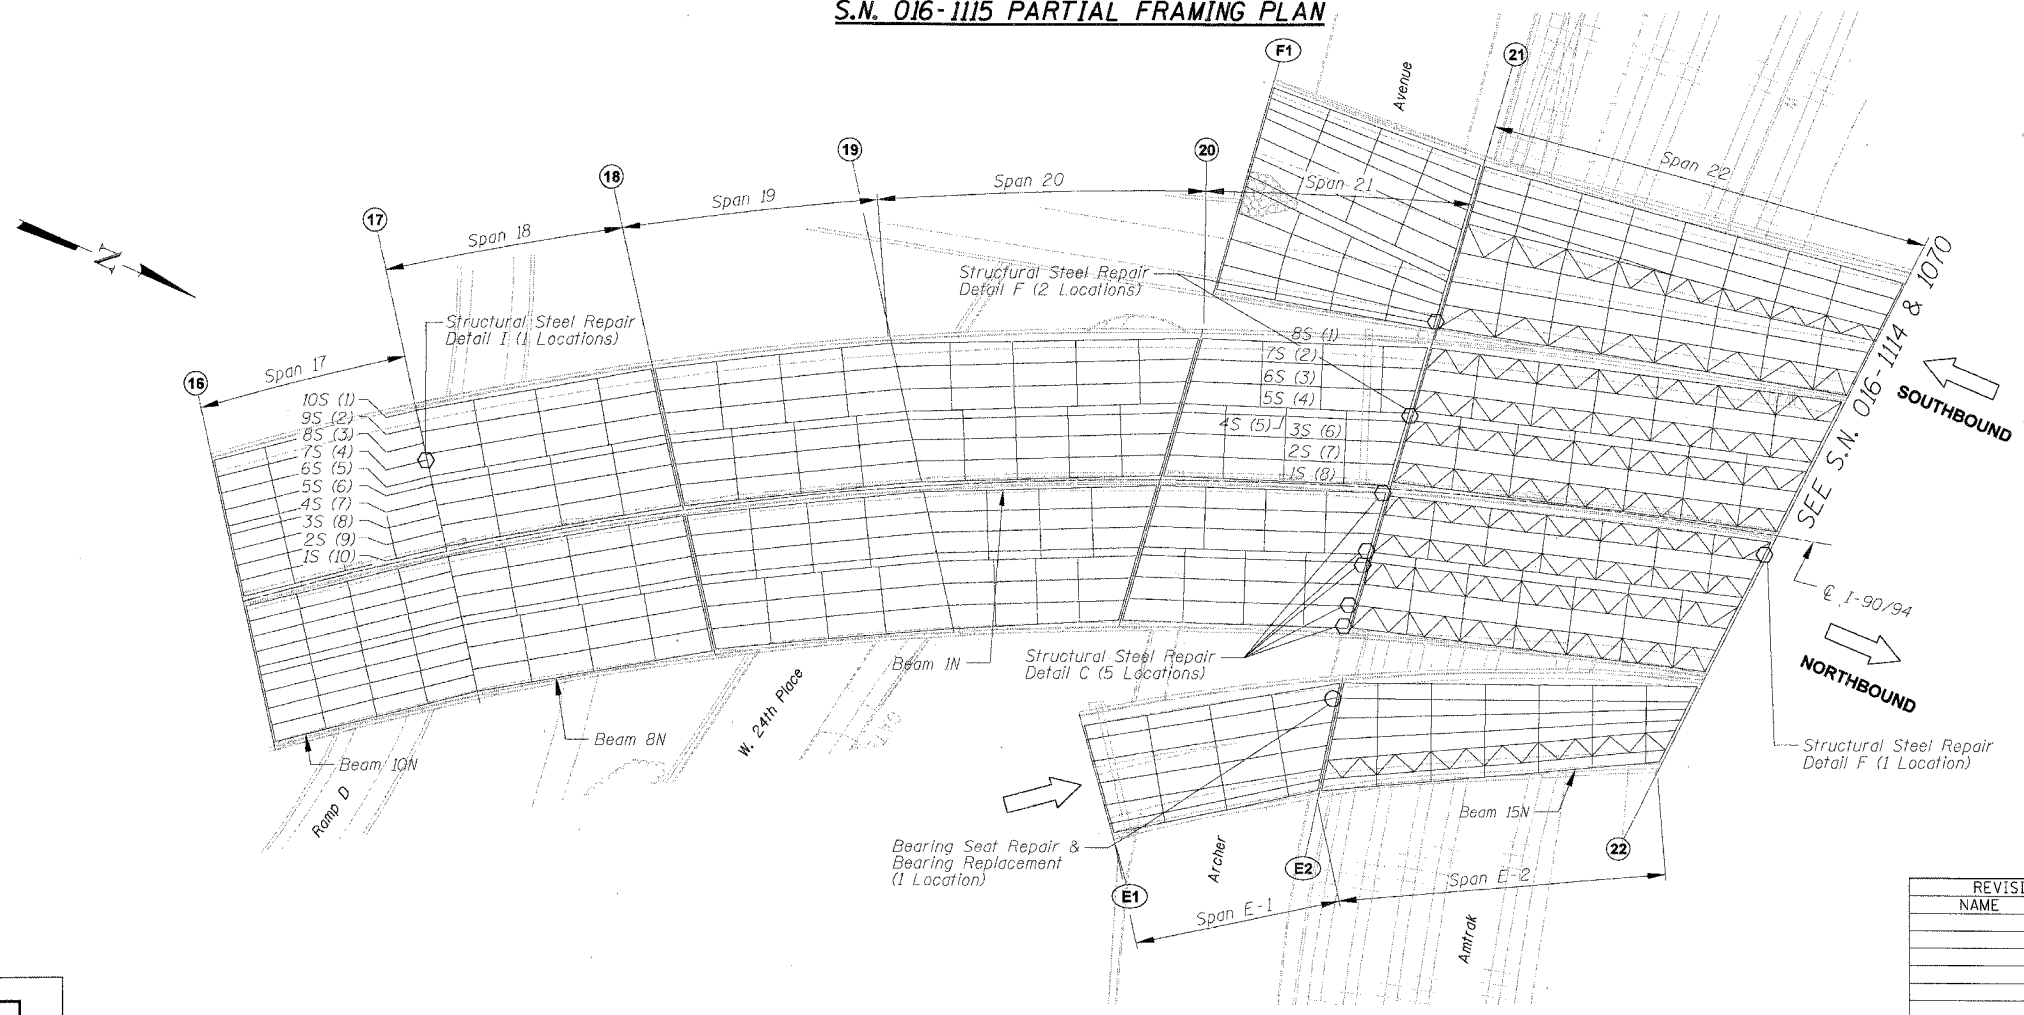 S.N. 016-1115 PARTIAL FRAMING PLAN
F1
21
Avenue
19
20
18
Span 22
Span 20
Span 21
17
Span 19
Span 18
N
Structural Steel Repair
Detail F (2 Locations)
Structural Steel Repair
Detail I (1 Locations)
8S (1)
7S (2)
6S (3)
5S (4)
4S (5)
3S (6)
2S (7)
1S (8)
16
Span 17
10S (1)
9S (2)
8S (3)
7S (4)
6S (5)
5S (6)
4S (7)
3S (8)
2S (9)
1S (10)
SEE S.N. 016-1114 & 1070
SOUTHBOUND
℄ I-90/94
NORTHBOUND
Beam 1N
Structural Steel Repair
Detail C (5 Locations)
W. 24th Place
Beam 8N
Beam 10N
Ramp D
Structural Steel Repair
Detail F (1 Location)
Beam 15N
Bearing Seat Repair &
Bearing Replacement
(1 Location)
Archer
22
E2
E1
Span E-2
Span E-1
Amtrak
REVISI
NAME